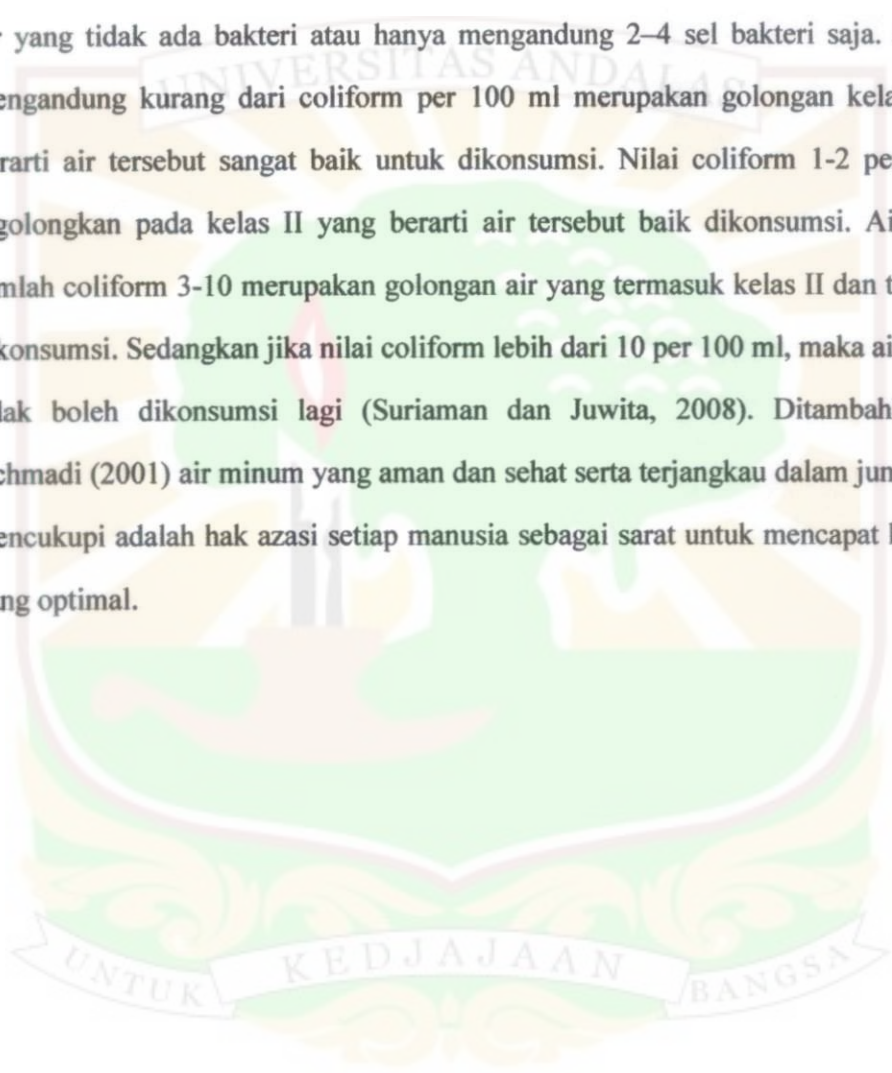 yang tidak ada bakteri atau hanya mengandung 2–4 sel bakteri saja.
UNIVERSITAS ANDALAS
engandung kurang dari coliform per 100 ml merupakan golongan kela
rarti air tersebut sangat baik untuk dikonsumsi. Nilai coliform 1-2 pe
golongkan pada kelas II yang berarti air tersebut baik dikonsumsi. Ai
mlah coliform 3-10 merupakan golongan air yang termasuk kelas II dan t
konsumsi. Sedangkan jika nilai coliform lebih dari 10 per 100 ml, maka ai
lak boleh dikonsumsi lagi (Suriaman dan Juwita, 2008). Ditambah
chmadi (2001) air minum yang aman dan sehat serta terjangkau dalam jun
encukupi adalah hak azasi setiap manusia sebagai sarat untuk mencapat
ng optimal.
UNTUK KEDJAJAAN BANGSA